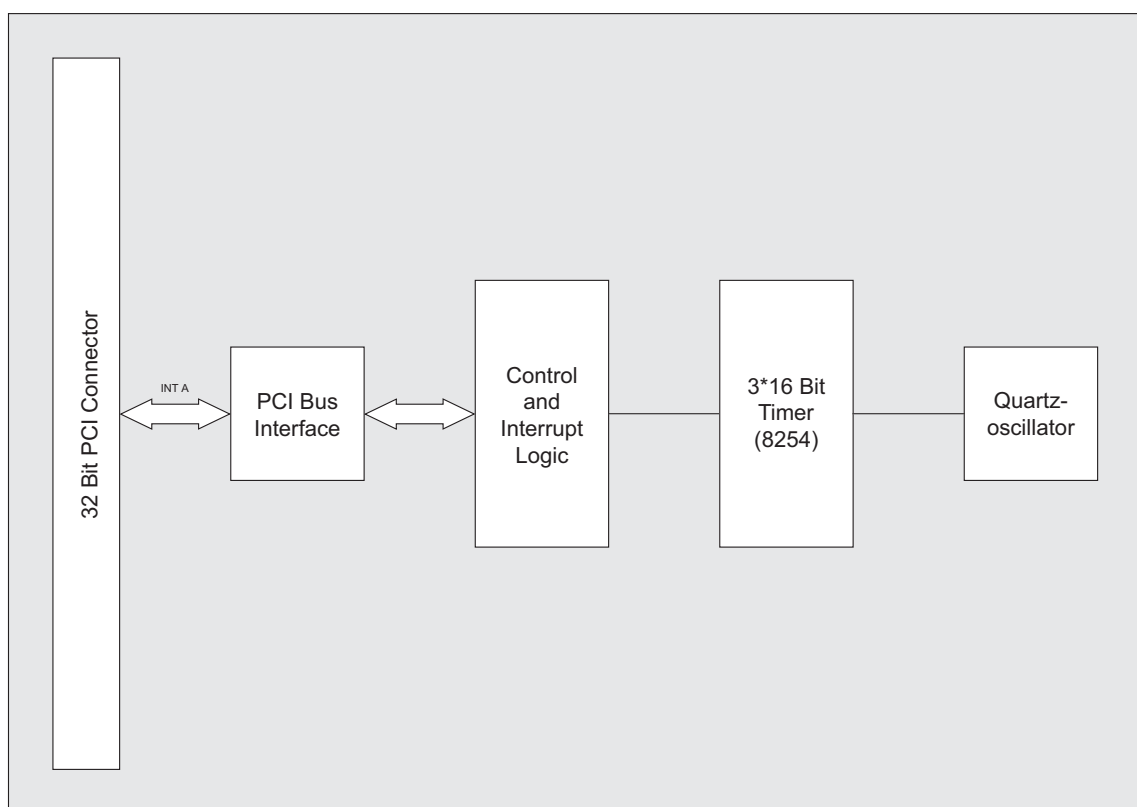 32 Bit PCI Connector
INT A
PCI Bus
Interface
Control
and
Interrupt
Logic
3*16 Bit
Timer
(8254)
Quartz-
oscillator